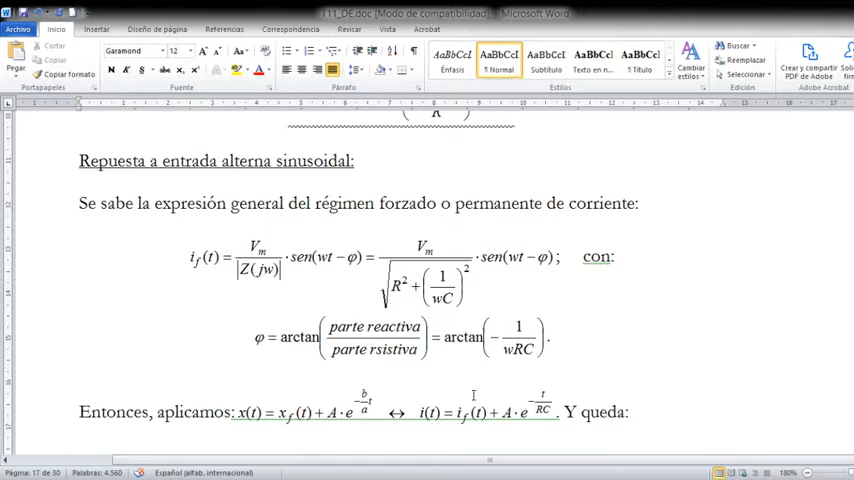 T11_DE.doc [Modo de compatibilidad] - Microsoft Word
Archivo Inicio Insertar Diseño de página Referencias Correspondencia Revisar Vista Acrobat
Pegar Cortar Copiar Copiar formato Portapapeles
Garamond 12 Fuente
Párrafo
AaBbCcl Énfasis AaBbCcl ¶ Normal AaBbCcl Subtítulo AaBbCcl Texto en n... AaBbCcl ¶ Título Cambiar estilos Estilos
Buscar Reemplazar Seleccionar Edición
Crear y compartir PDF de Adobe
Adobe Acrobat
R
Repuesta a entrada alterna sinusoidal:
Se sabe la expresión general del régimen forzado o permanente de corriente:
i_f(t) = V_m / |Z(jw)| · sen(wt − φ) = V_m / √(R² + (1/wC)²) · sen(wt − φ) ; con:
φ = arctan(parte reactiva / parte rsistiva) = arctan(− 1/wRC).
Entonces, aplicamos: x(t) = x_f(t) + A · e^(−(b/a)t) ↔ i(t) = i_f(t) + A · e^(−t/RC) . Y queda:
Página: 17 de 30 Palabras: 4.560 Español (alfab. internacional) 180%